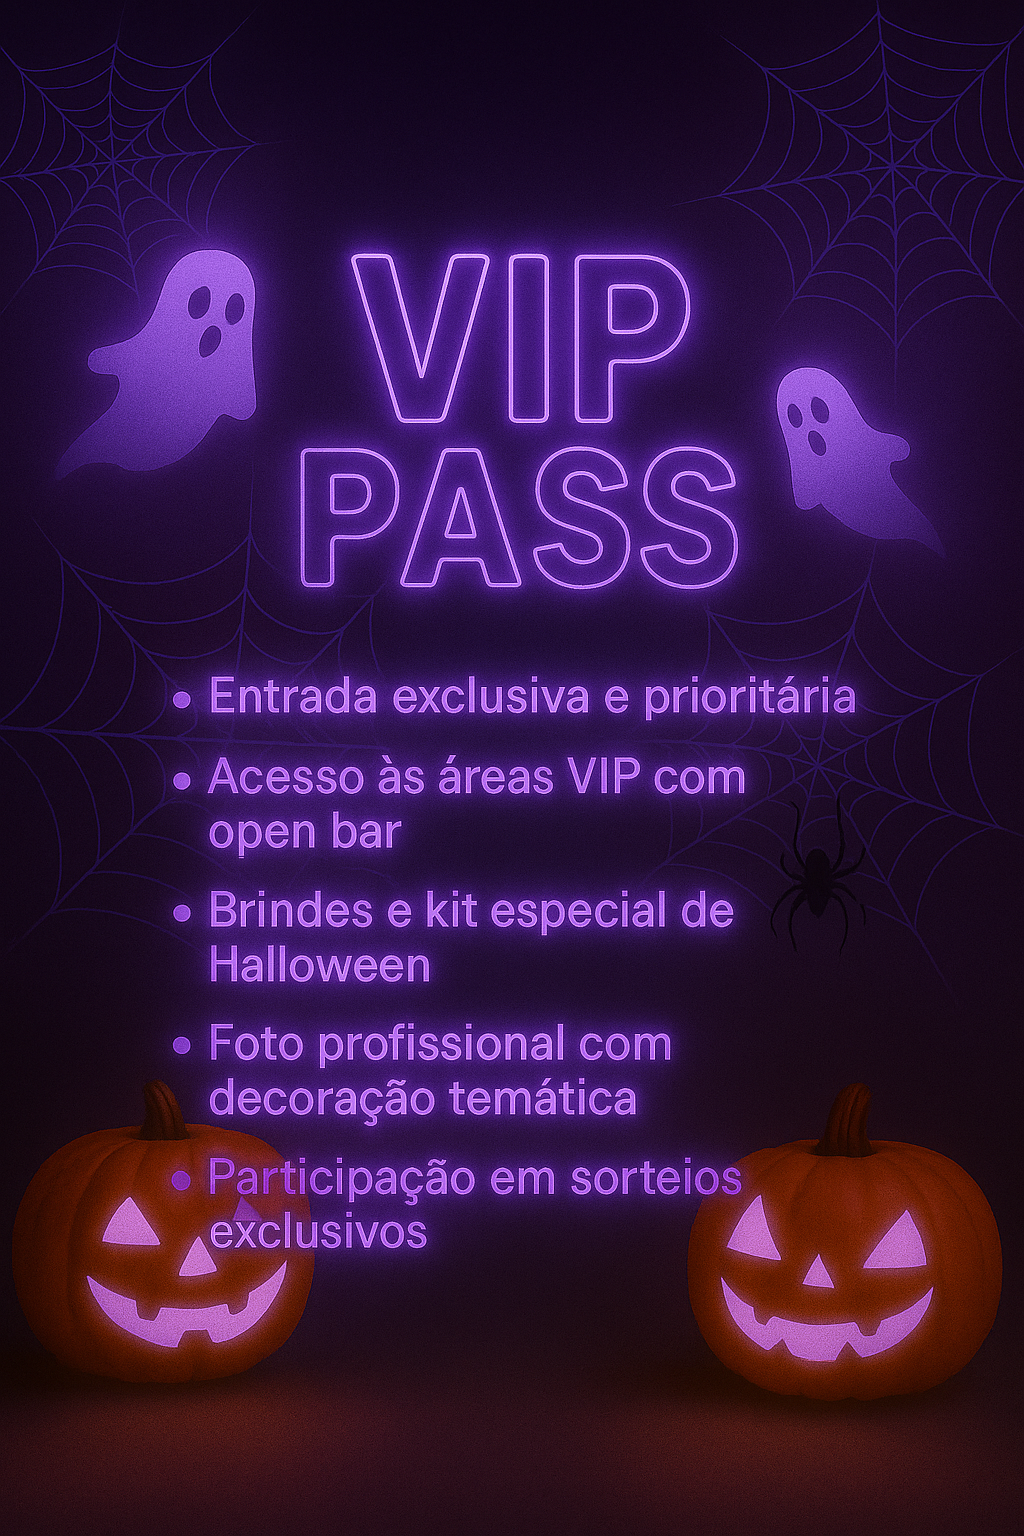 VIP
PASS
• Entrada exclusiva e prioritária
• Acesso às áreas VIP com
open bar
• Brindes e kit especial de
Halloween
• Foto profissional com
decoração temática
• Participação em sorteios
exclusivos